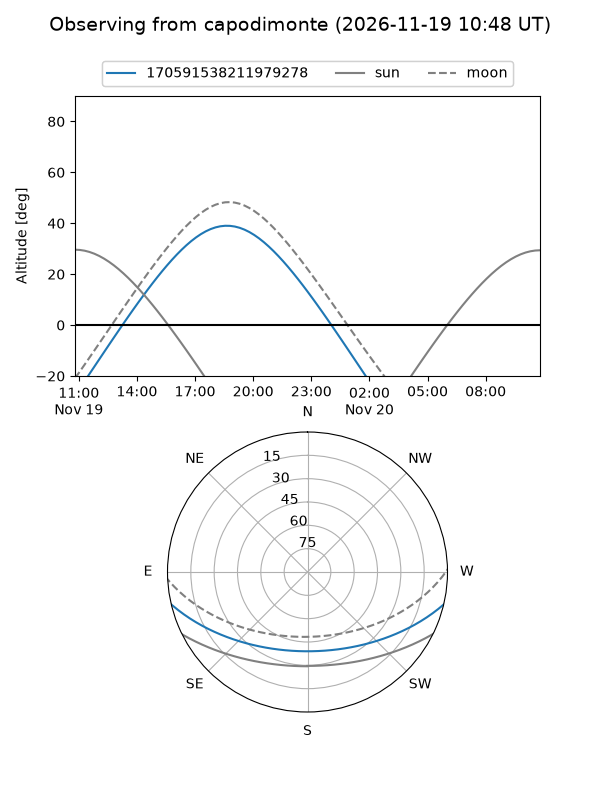 Observing from capodimonte (2026-11-19 10:48 UT)
170591538211979278 sun moon
80
60
40
20
0
−20
Altitude [deg]
11:00 14:00 17:00 20:00 23:00 02:00 05:00 08:00
Nov 19 Nov 20
N
NE NW
15
30
45
60
75
E W
SE SW
S